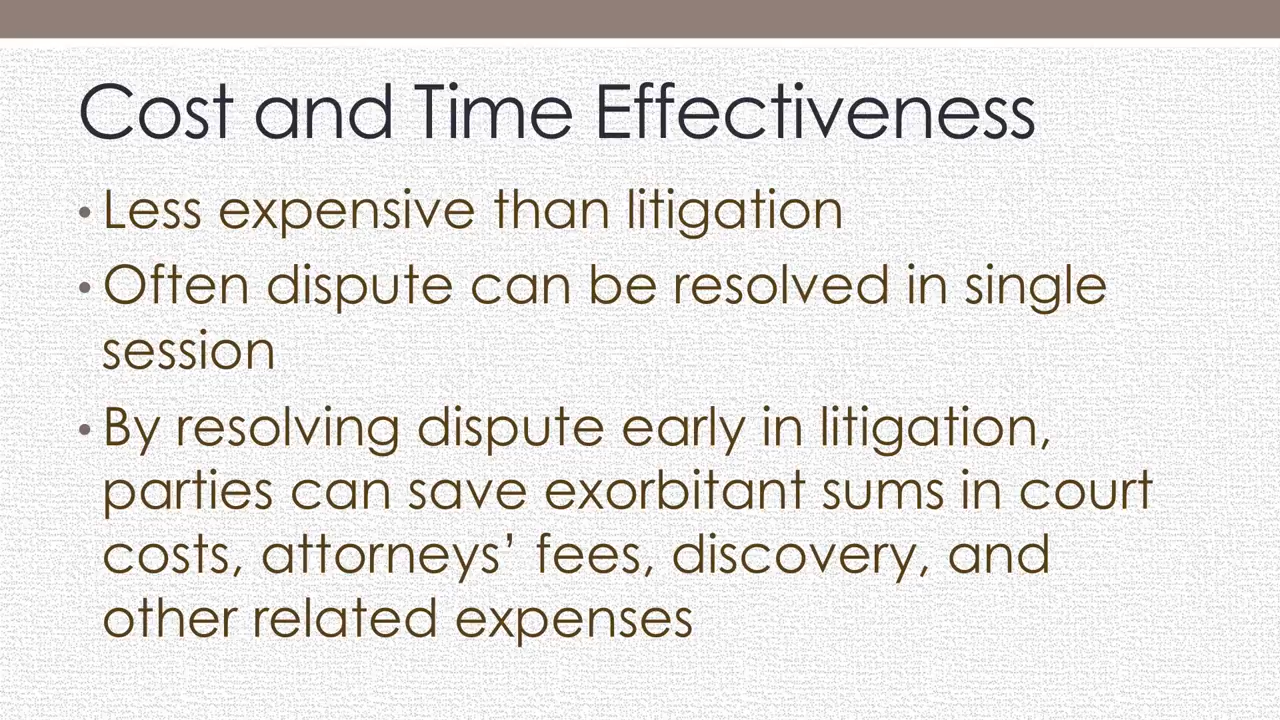 Cost and Time Effectiveness
• Less expensive than litigation
• Often dispute can be resolved in single
session
• By resolving dispute early in litigation,
parties can save exorbitant sums in court
costs, attorneys’ fees, discovery, and
other related expenses